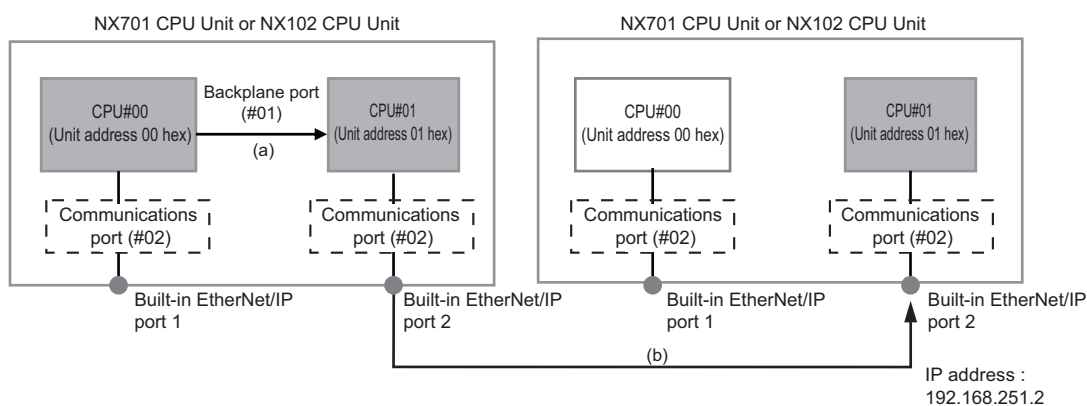 NX701 CPU Unit or NX102 CPU Unit
NX701 CPU Unit or NX102 CPU Unit
CPU#00
(Unit address 00 hex)
Backplane port
(#01)
(a)
CPU#01
(Unit address 01 hex)
CPU#00
(Unit address 00 hex)
CPU#01
(Unit address 01 hex)
Communications
port (#02)
Communications
port (#02)
Communications
port (#02)
Communications
port (#02)
Built-in EtherNet/IP
port 1
Built-in EtherNet/IP
port 2
Built-in EtherNet/IP
port 1
Built-in EtherNet/IP
port 2
(b)
IP address :
192.168.251.2